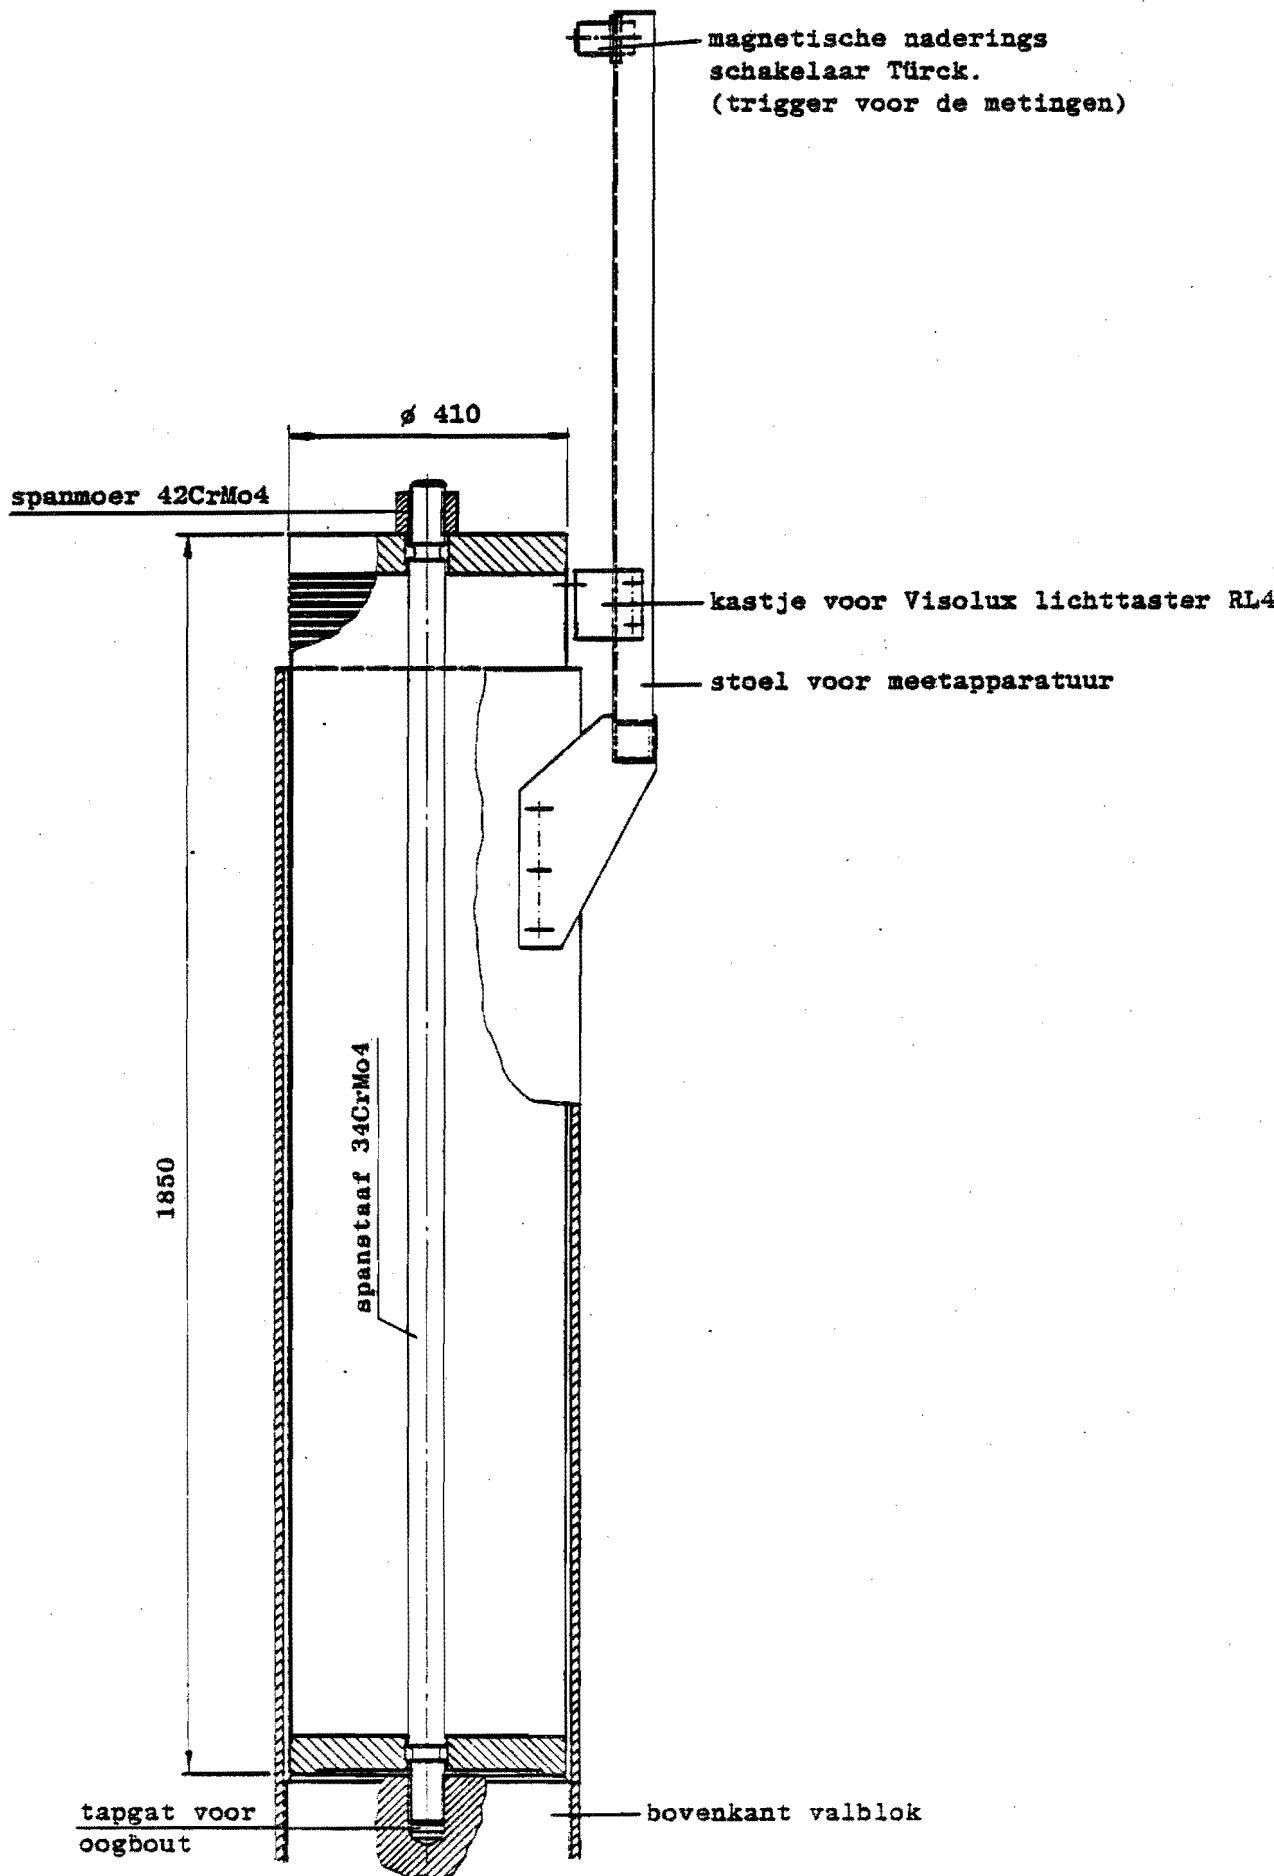 magnetische naderings
schakelaar Türck.
(trigger voor de metingen)
ø 410
spanmoer 42CrMo4
kastje voor Visolux lichttaster RL4
stoel voor meetapparatuur
spanstaaf 34CrMo4
1850
tapgat voor
oogbout
bovenkant valblok